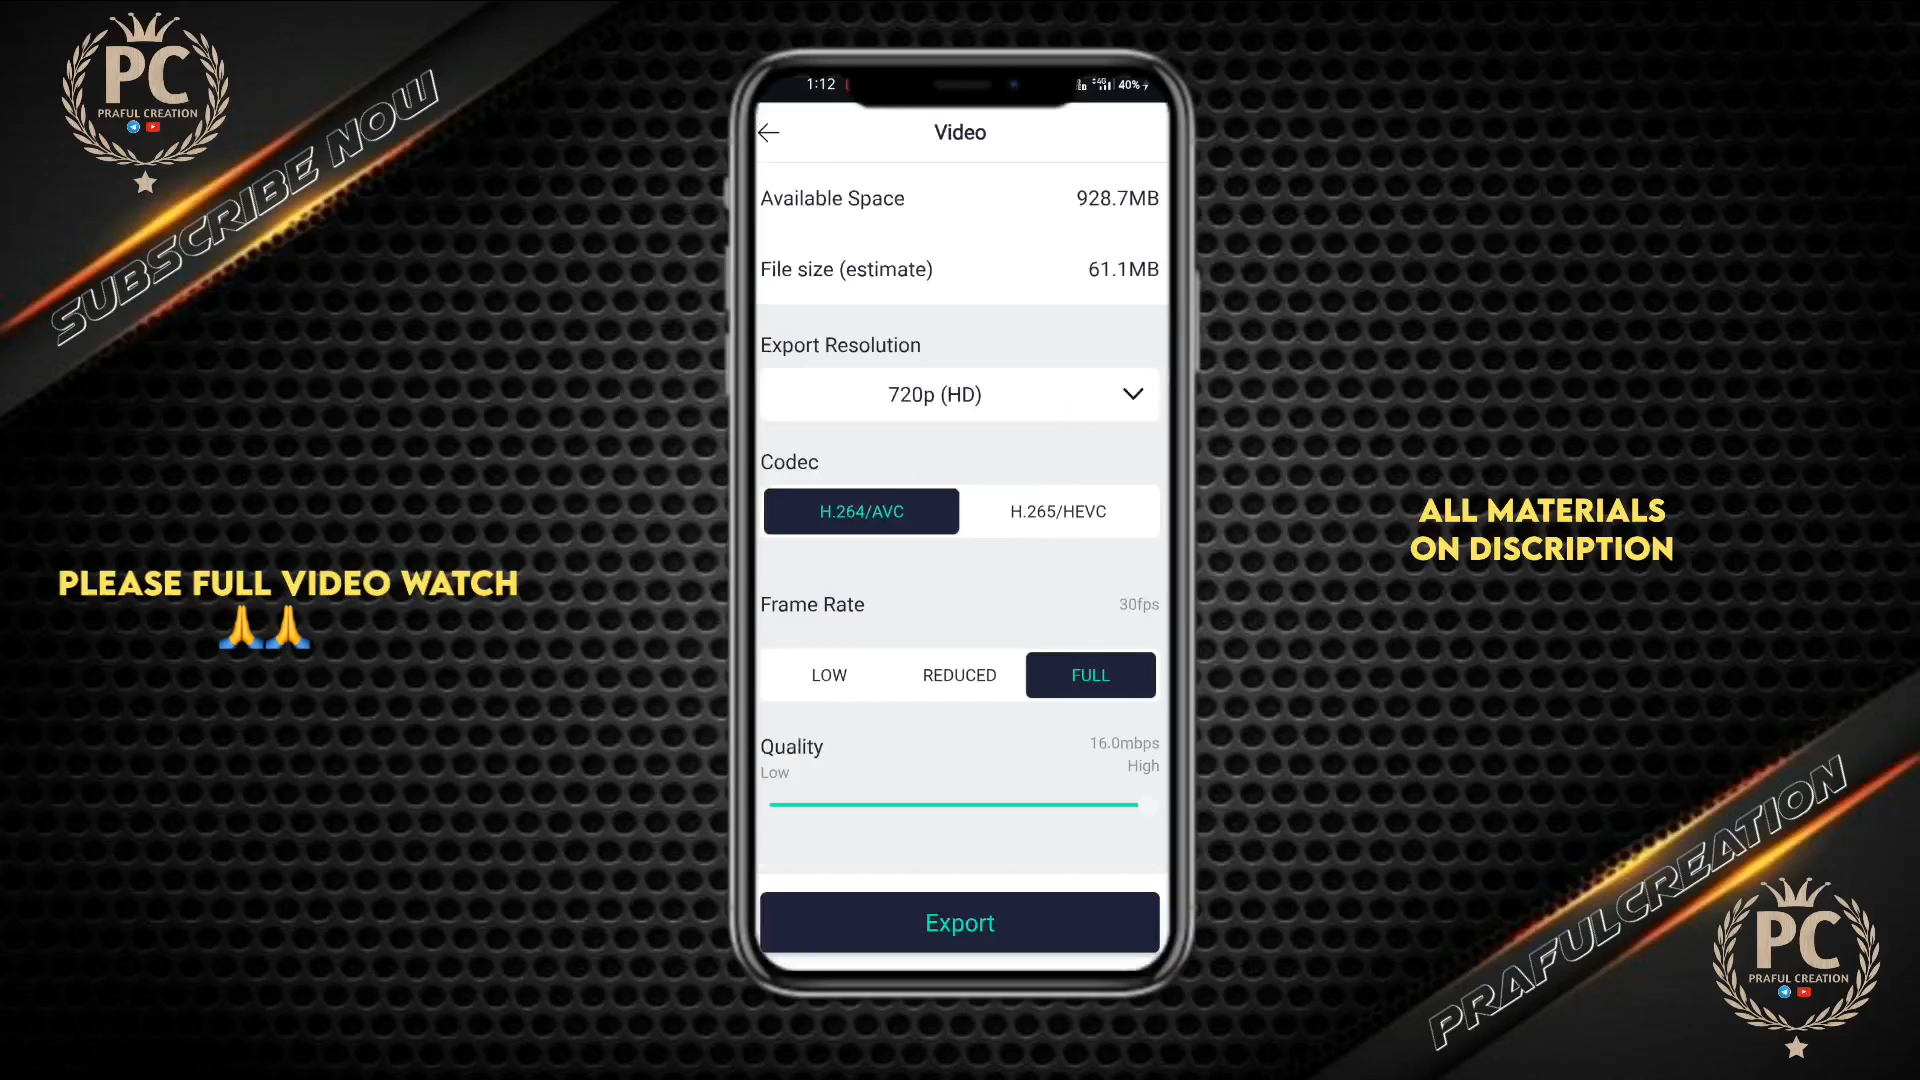 PC
PRAFUL CREATION
SUBSCRIBE NOW
1:12
4G
40%
Video
Available Space
928.7MB
File size (estimate)
61.1MB
Export Resolution
720p (HD)
Codec
H.264/AVC
H.265/HEVC
Frame Rate
30fps
LOW
REDUCED
FULL
Quality
16.0mbps
Low
High
Export
PLEASE FULL VIDEO WATCH
🙏🙏
ALL MATERIALS
ON DISCRIPTION
PRAFULCREATION
PC
PRAFUL CREATION